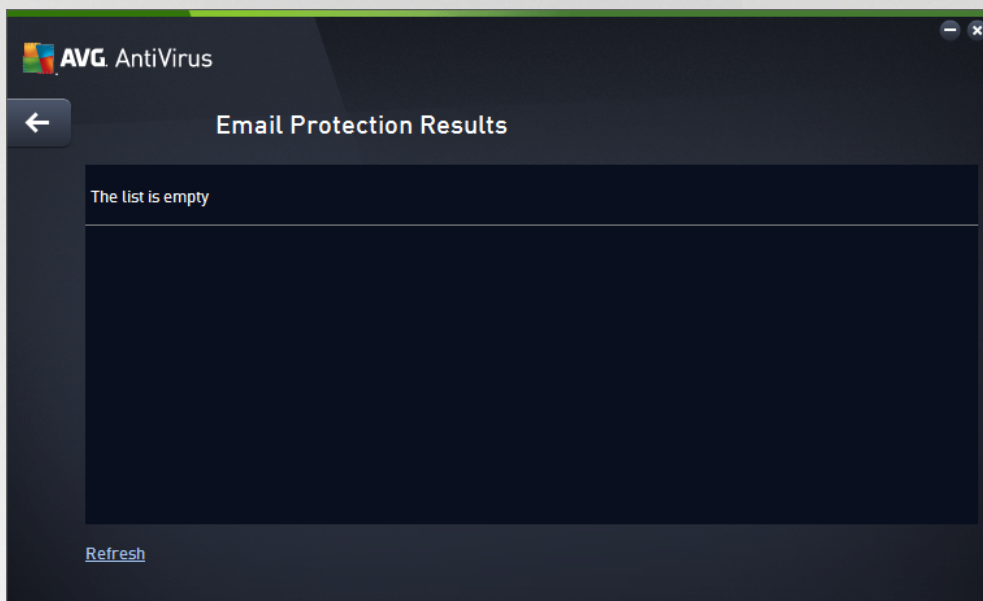 AVG. AntiVirus
Email Protection Results
The list is empty
Refresh